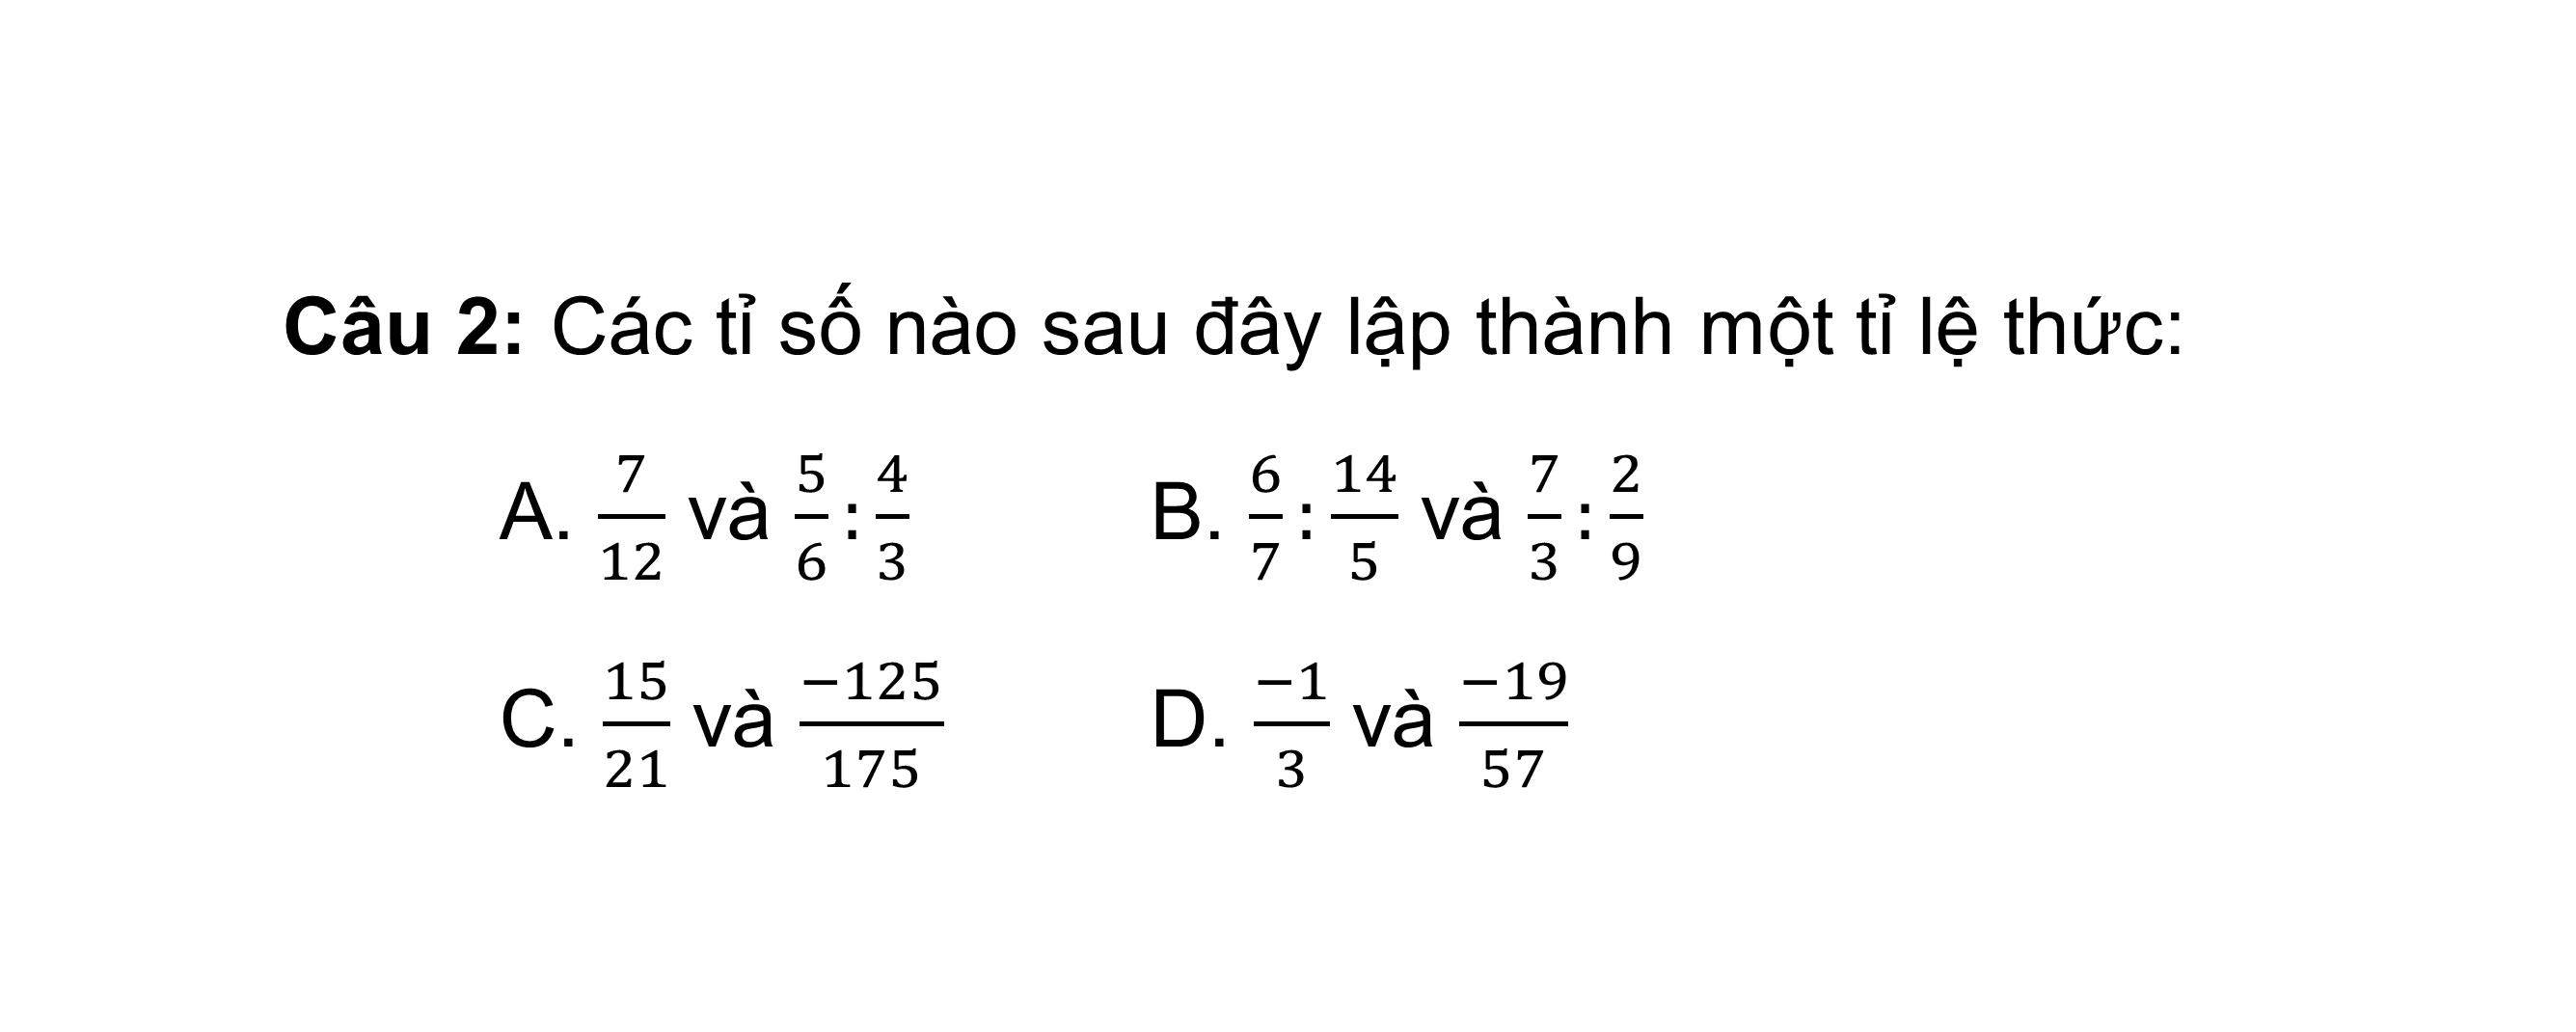 Câu 2: Các tỉ số nào sau đây lập thành một tỉ lệ thức:
A. 7/12 và 5/6 : 4/3 B. 6/7 : 14/5 và 7/3 : 2/9
C. 15/21 và −125/175 D. −1/3 và −19/57